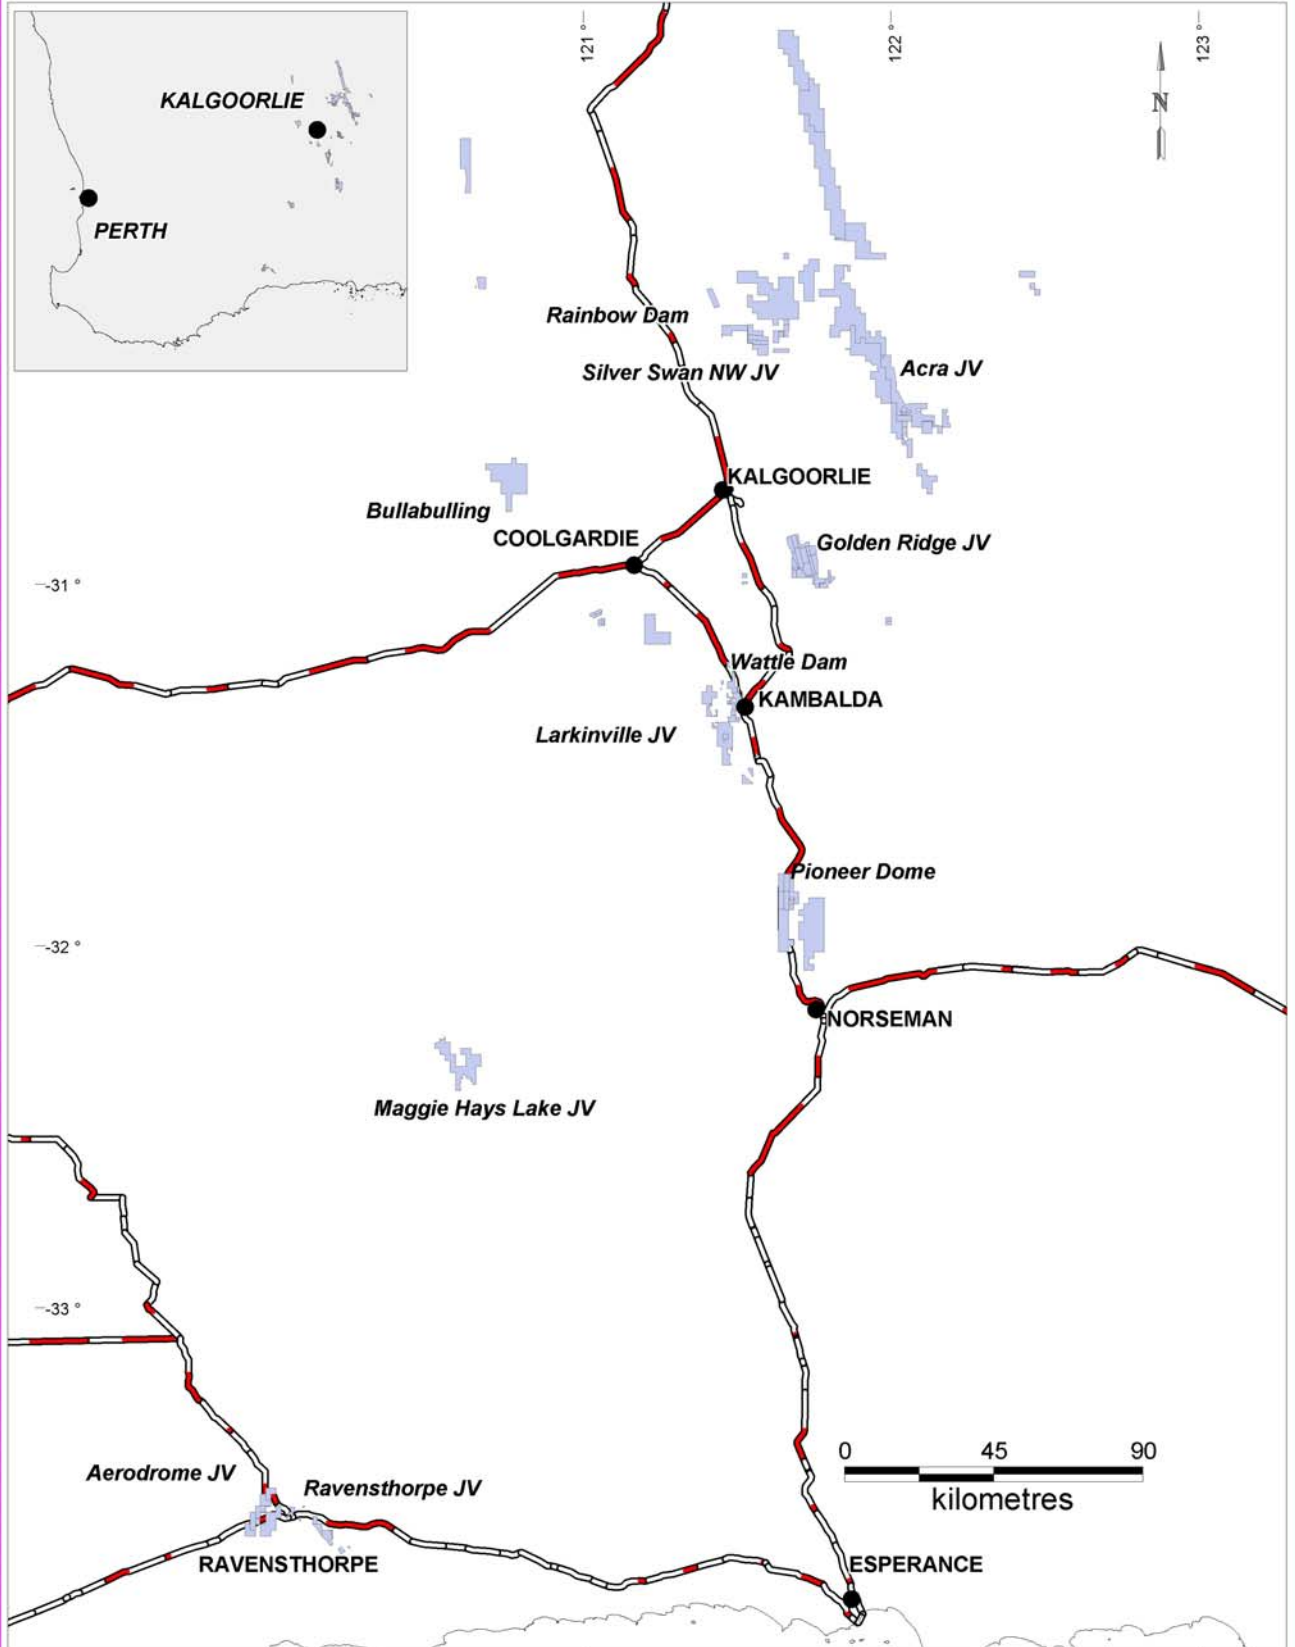 121 °
122 °
123 °
KALGOORLIE
N
PERTH
Rainbow Dam
Silver Swan NW JV
Acra JV
KALGOORLIE
Bullabulling
COOLGARDIE
Golden Ridge JV
-31 °
Wattle Dam
KAMBALDA
Larkinville JV
Pioneer Dome
-32 °
NORSEMAN
Maggie Hays Lake JV
-33 °
0 45 90
kilometres
Aerodrome JV
Ravensthorpe JV
RAVENSTHORPE
ESPERANCE